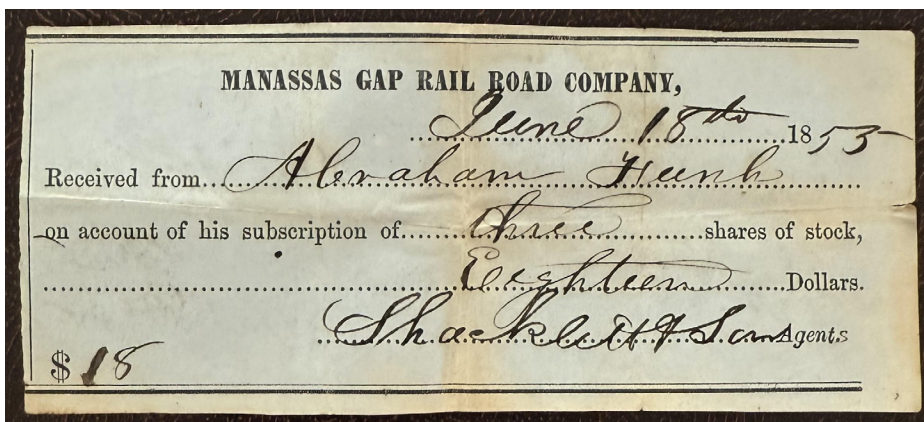 MANASSAS GAP RAIL ROAD COMPANY,
June 18th 1855
Received from Abraham Funk
on account of his subscription of three shares of stock,
Eighteen Dollars.
Shacklett & Son Agents
$ 18